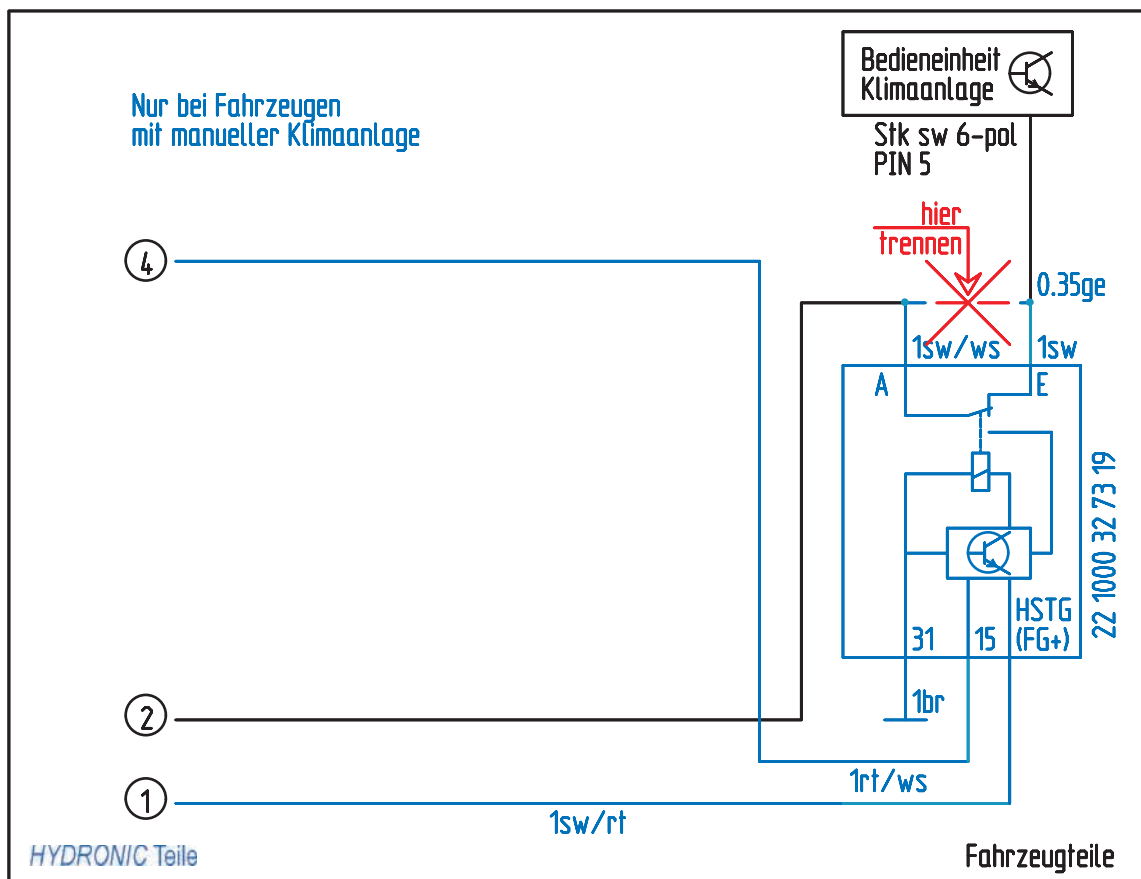 Bedieneinheit
Klimaanlage
Nur bei Fahrzeugen
mit manueller Klimaanlage
Stk sw 6-pol
PIN 5
hier
trennen
4
0.35ge
1sw/ws
1sw
A
E
22 1000 32 73 19
HSTG
(FG+)
31
15
1br
2
1rt/ws
1
1sw/rt
HYDRONIC Teile
Fahrzeugteile